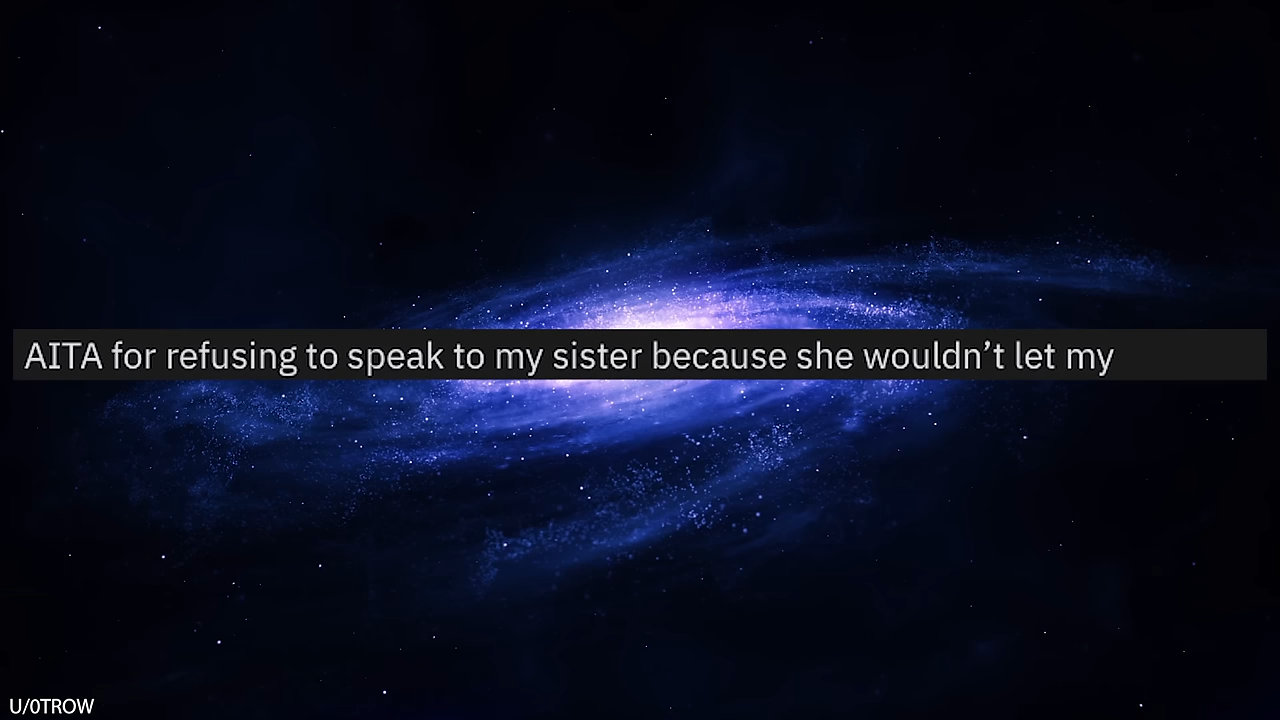 AITA for refusing to speak to my sister because she wouldn’t let my
U/0TROW